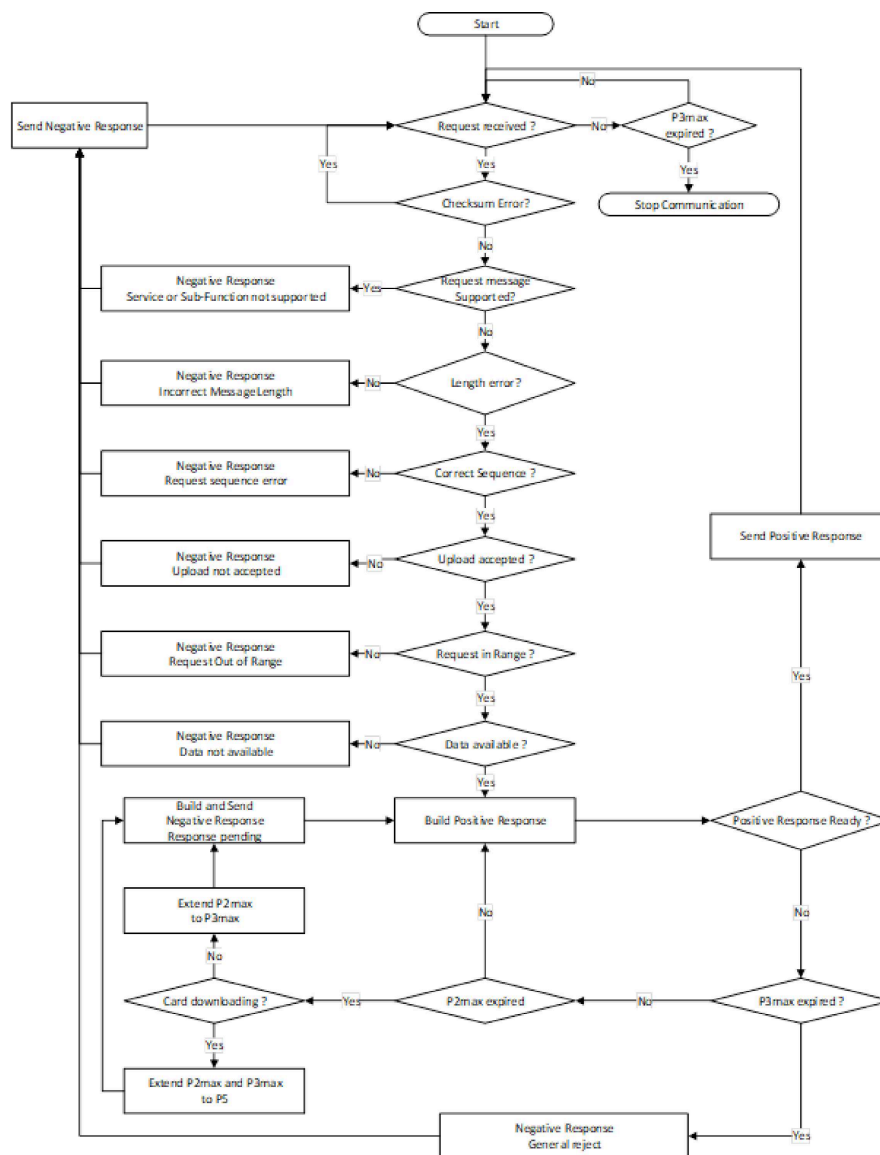 Start
No
Send Negative Response
Request received ?
No
P3max
expired ?
Yes
Yes
Yes
Checksum Error?
Stop Communication
No
Negative Response
Service or Sub-Function not supported
Yes
Request message
Supported?
No
Negative Response
Incorrect Message Length
No
Length error?
Yes
Negative Response
Request sequence error
No
Correct Sequence ?
Yes
Send Positive Response
Negative Response
Upload not accepted
No
Upload accepted ?
Yes
Negative Response
Request Out of Range
No
Request in Range ?
Yes
Yes
Negative Response
Data not available
No
Data available ?
Yes
Build and Send
Negative Response
Response pending
Build Positive Response
Positive Response Ready ?
Extend P2max
to P3max
No
No
No
Card downloading ?
Yes
P2max expired
No
P3max expired ?
Yes
Extend P2max and P3max
to P5
Negative Response
General reject
Yes